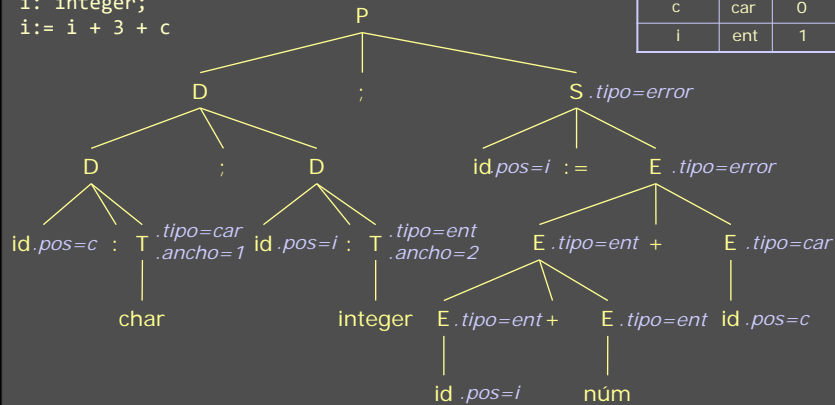 i: integer;
i:= i + 3 + c
c car 0
i ent 1
P
D ; S .tipo=error
D ; D id.pos=i := E .tipo=error
id.pos=c : T .tipo=car .ancho=1 id.pos=i : T .tipo=ent .ancho=2 E .tipo=ent + E .tipo=car
char integer E .tipo=ent + E .tipo=ent id .pos=c
id .pos=i núm